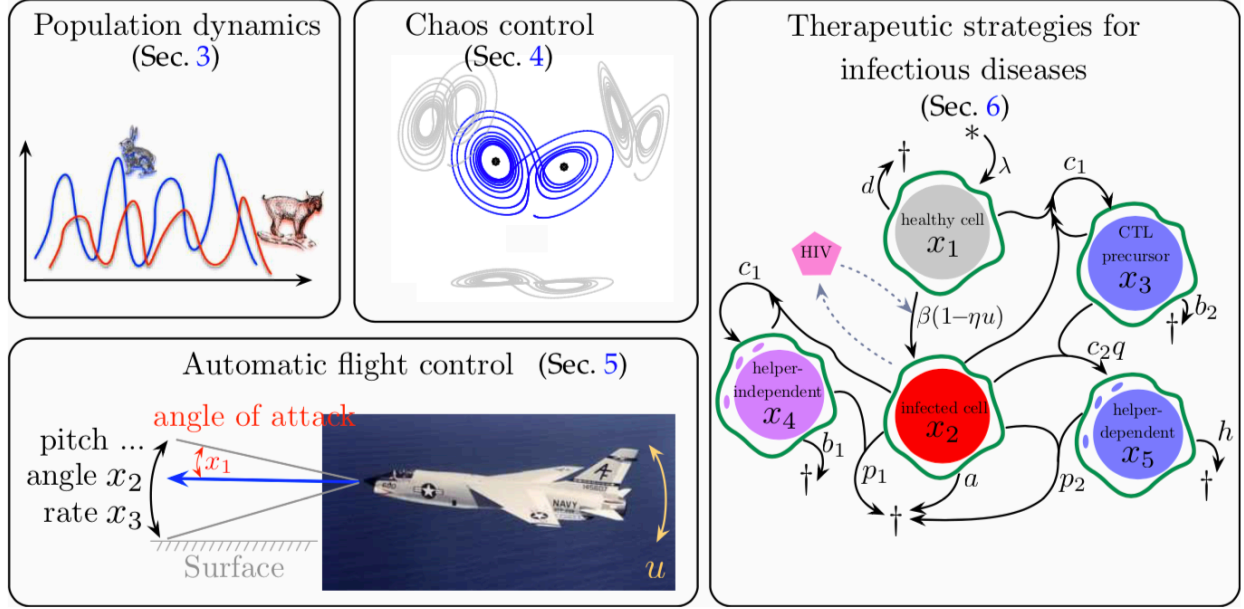 Population dynamics
(Sec. 3)
Chaos control
(Sec. 4)
Automatic flight control (Sec. 5)
angle of attack
pitch ...
angle x₂
rate x₃
x₁
Surface
NAVY
u
Therapeutic strategies for
infectious diseases
(Sec. 6)
*
λ
†
d
healthy cell
x₁
c₁
CTL
precursor
x₃
b₂
†
HIV
β(1−ηu)
c₁
helper-
independent
x₄
b₁
†
infected cell
x₂
c₂q
helper-
dependent
x₅
h
†
p₁
a
p₂
†